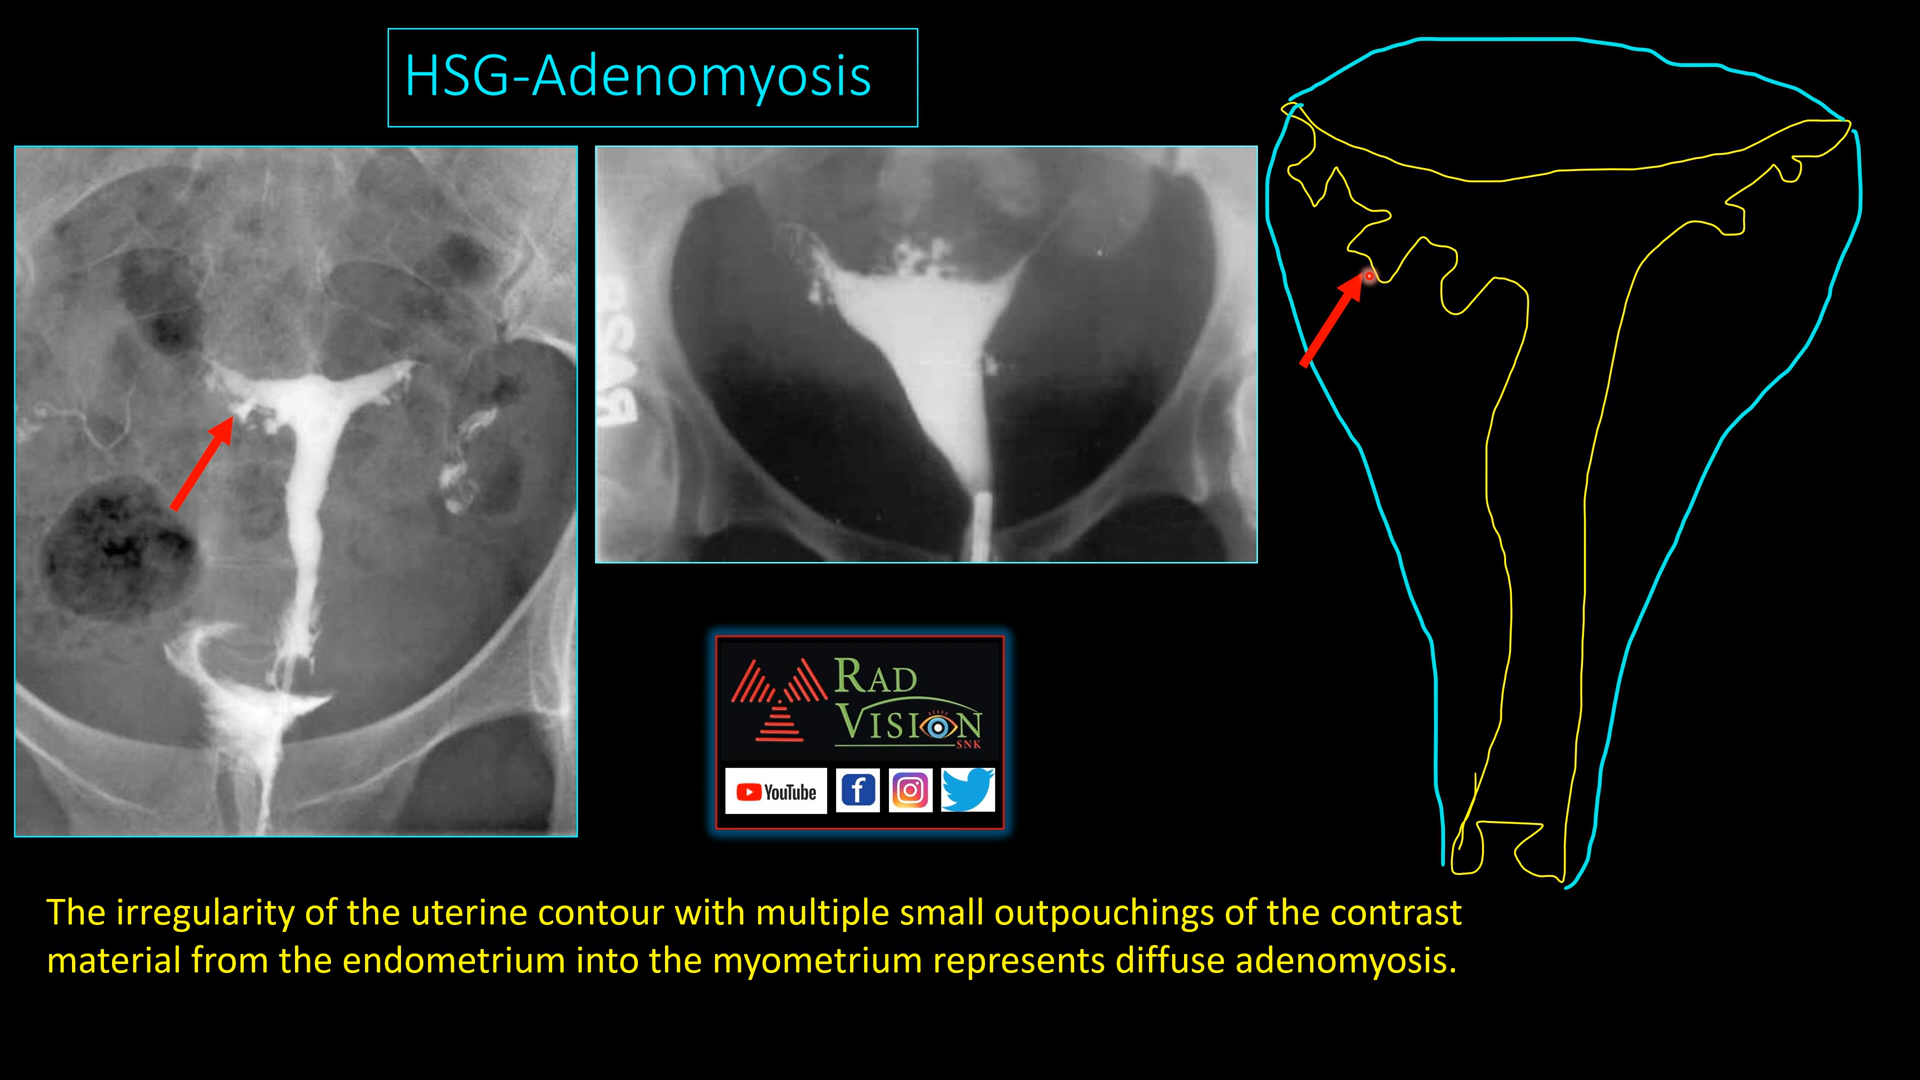 HSG-Adenomyosis
RAD
VISION
SNK
YouTube
The irregularity of the uterine contour with multiple small outpouchings of the contrast
material from the endometrium into the myometrium represents diffuse adenomyosis.